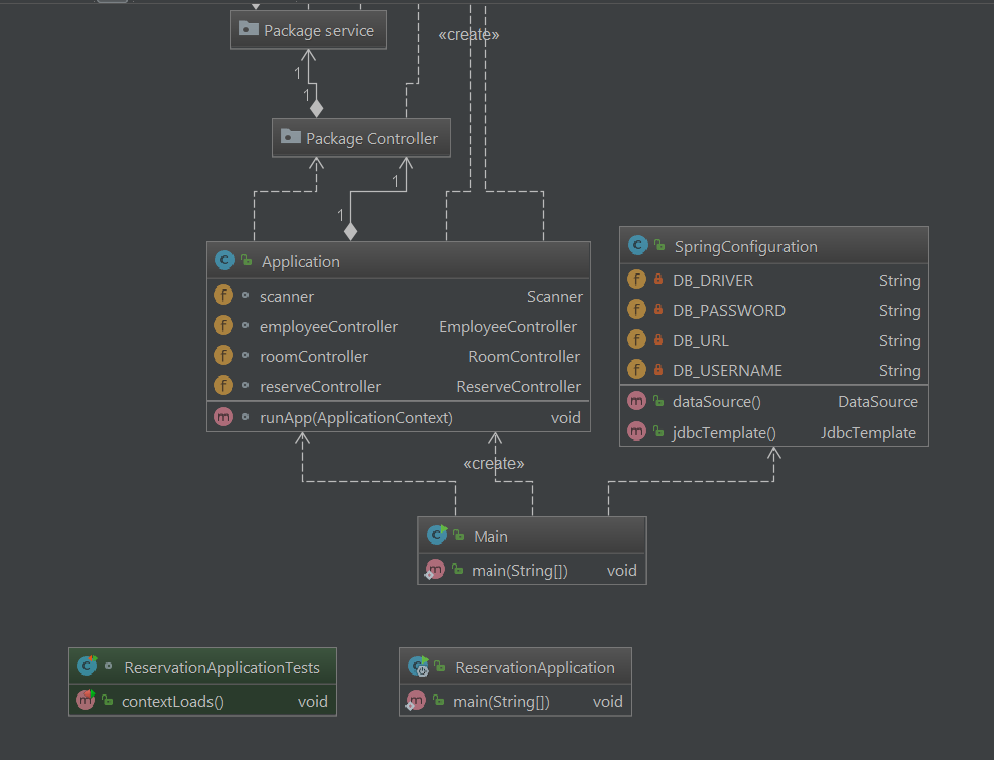 Package service
«create»
1
1
Package Controller
1
1
Application
scanner Scanner
employeeController EmployeeController
roomController RoomController
reserveController ReserveController
runApp(ApplicationContext) void
SpringConfiguration
DB_DRIVER String
DB_PASSWORD String
DB_URL String
DB_USERNAME String
dataSource() DataSource
jdbcTemplate() JdbcTemplate
«create»
Main
main(String[]) void
ReservationApplicationTests
contextLoads() void
ReservationApplication
main(String[]) void